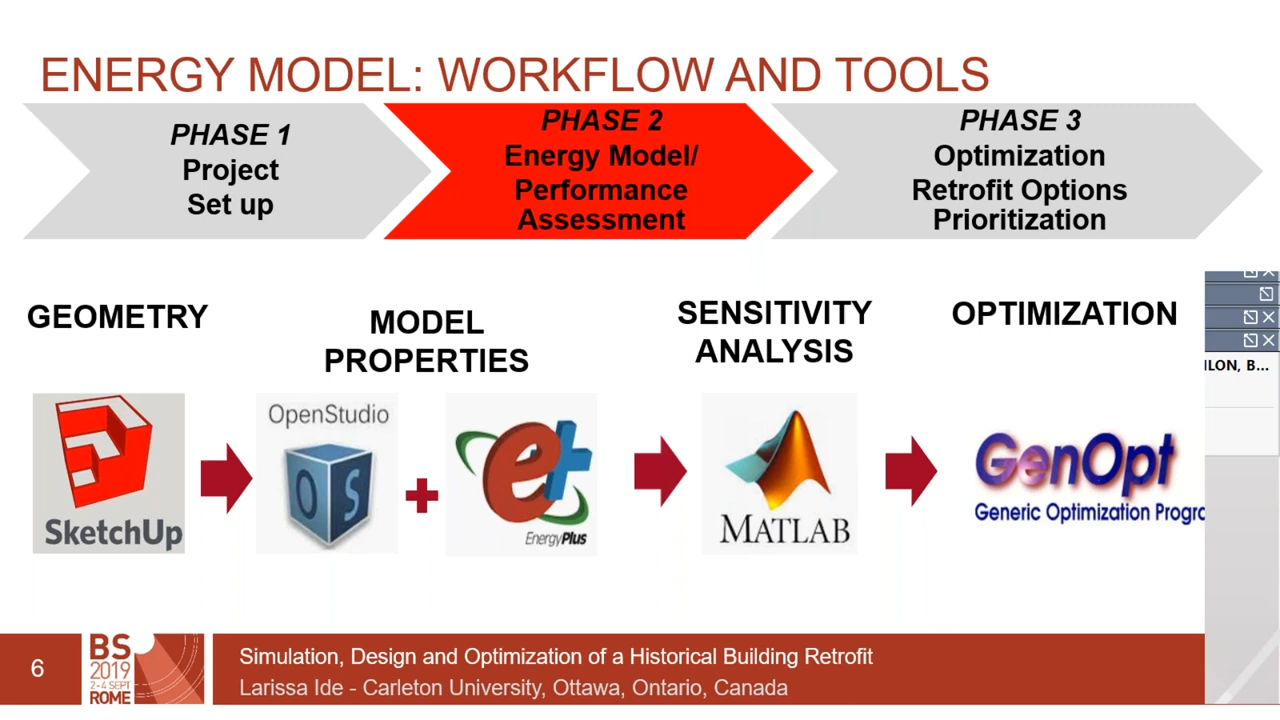 ENERGY MODEL: WORKFLOW AND TOOLS
PHASE 1
Project
Set up
PHASE 2
Energy Model/
Performance
Assessment
PHASE 3
Optimization
Retrofit Options
Prioritization
GEOMETRY
MODEL
PROPERTIES
SENSITIVITY
ANALYSIS
OPTIMIZATION
SketchUp
OpenStudio
OS
+
e+
EnergyPlus
MATLAB
GenOpt
Generic Optimization Progr
ILON, B...
6
BS
2019
2-4 SEPT
ROME
Simulation, Design and Optimization of a Historical Building Retrofit
Larissa Ide - Carleton University, Ottawa, Ontario, Canada